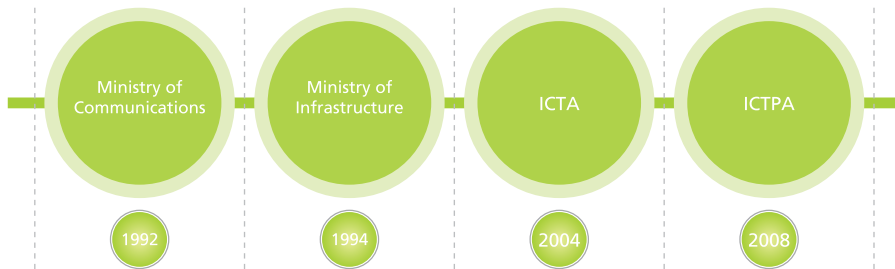 Ministry of
Communications
Ministry of
Infrastructure
ICTA
ICTPA
1992
1994
2004
2008